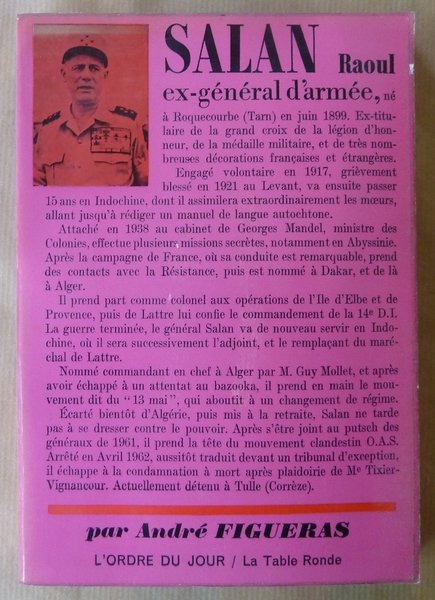 SALAN Raoul
ex-général d'armée, né
à Roquecourbe (Tarn) en juin 1899. Ex-titu-
laire de la grand croix de la légion d'hon-
neur, de la médaille militaire, et de très nom-
breuses décorations françaises et étrangères.
Engagé volontaire en 1917, grièvement
blessé en 1921 au Levant, va ensuite passer
15 ans en Indochine, dont il assimilera extraordinairement les mœurs,
allant jusqu'à rédiger un manuel de langue autochtone.
Attaché en 1938 au cabinet de Georges Mandel, ministre des
Colonies, effectue plusieurs missions secrètes, notamment en Abyssinie.
Après la campagne de France, où sa conduite est remarquable, prend
des contacts avec la Résistance, puis est nommé à Dakar, et de là
à Alger.
Il prend part comme colonel aux opérations de l'Ile d'Elbe et de
Provence, puis de Lattre lui confie le commandement de la 14e D.I.
La guerre terminée, le général Salan va de nouveau servir en Indo-
chine, où il sera successivement l'adjoint, et le remplaçant du maré-
chal de Lattre.
Nommé commandant en chef à Alger par M. Guy Mollet, et après
avoir échappé à un attentat au bazooka, il prend en main le mou-
vement dit du "13 mai", qui aboutit à un changement de régime.
Écarté bientôt d'Algérie, puis mis à la retraite, Salan ne tarde
pas à se dresser contre le pouvoir. Après s'être joint au putsch des
généraux de 1961, il prend la tête du mouvement clandestin O.A.S.
Arrêté en Avril 1962, aussitôt traduit devant un tribunal d'exception,
il échappe à la condamnation à mort après plaidoirie de Me Tixier-
Vignancour. Actuellement détenu à Tulle (Corrèze).
par André FIGUERAS
L'ORDRE DU JOUR / La Table Ronde